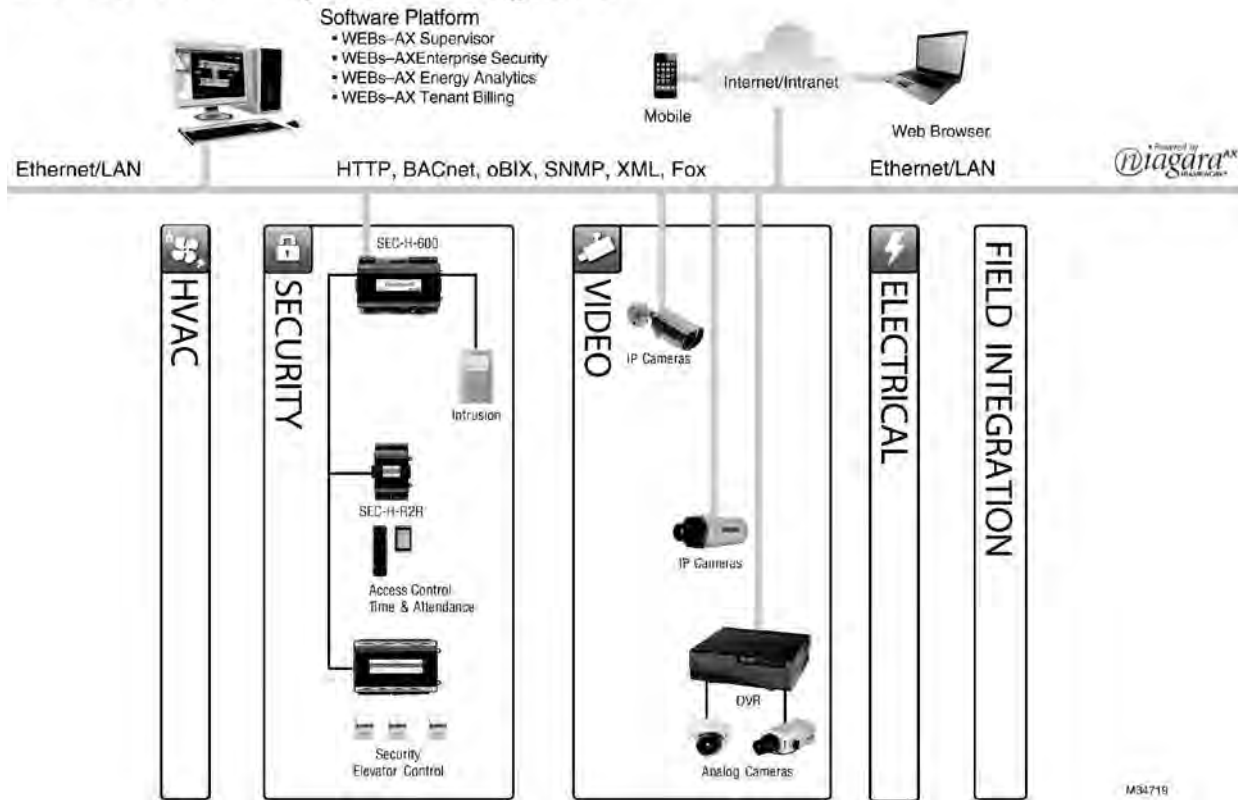 Software Platform
• WEBs–AX Supervisor
• WEBs–AXEnterprise Security
• WEBs–AX Energy Analytics
• WEBs–AX Tenant Billing
Mobile
Internet/Intranet
Web Browser
Ethernet/LAN
HTTP, BACnet, oBIX, SNMP, XML, Fox
Ethernet/LAN
Powered by
niagara AX
FRAMEWORK
HVAC
SECURITY
SEC-H-600
Intrusion
SEC-H-R2R
Access Control
Time & Attendance
Security
Elevator Control
VIDEO
IP Cameras
IP Cameras
DVR
Analog Cameras
ELECTRICAL
FIELD INTEGRATION
M34719